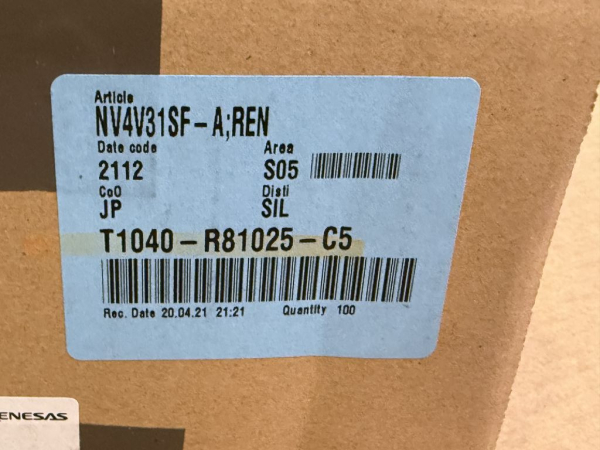 Article
NV4V31SF-A;REN
Date code
Area
2112
S05
CoO
Disti
JP
SIL
T1040-R81025-C5
Rec. Date 20.04.21 21:21
Quantity 100
ENESAS